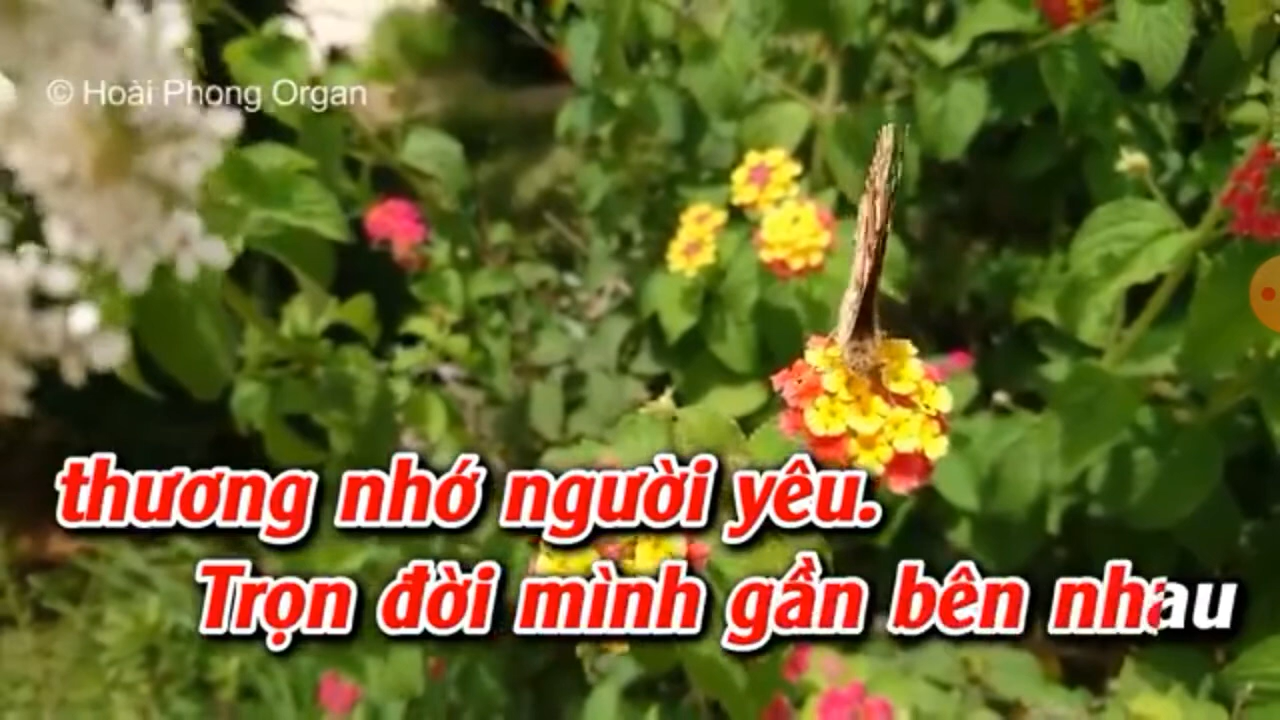 © Hoài Phong Organ
thương nhớ người yêu.
Trọn đời mình gần bên nhau